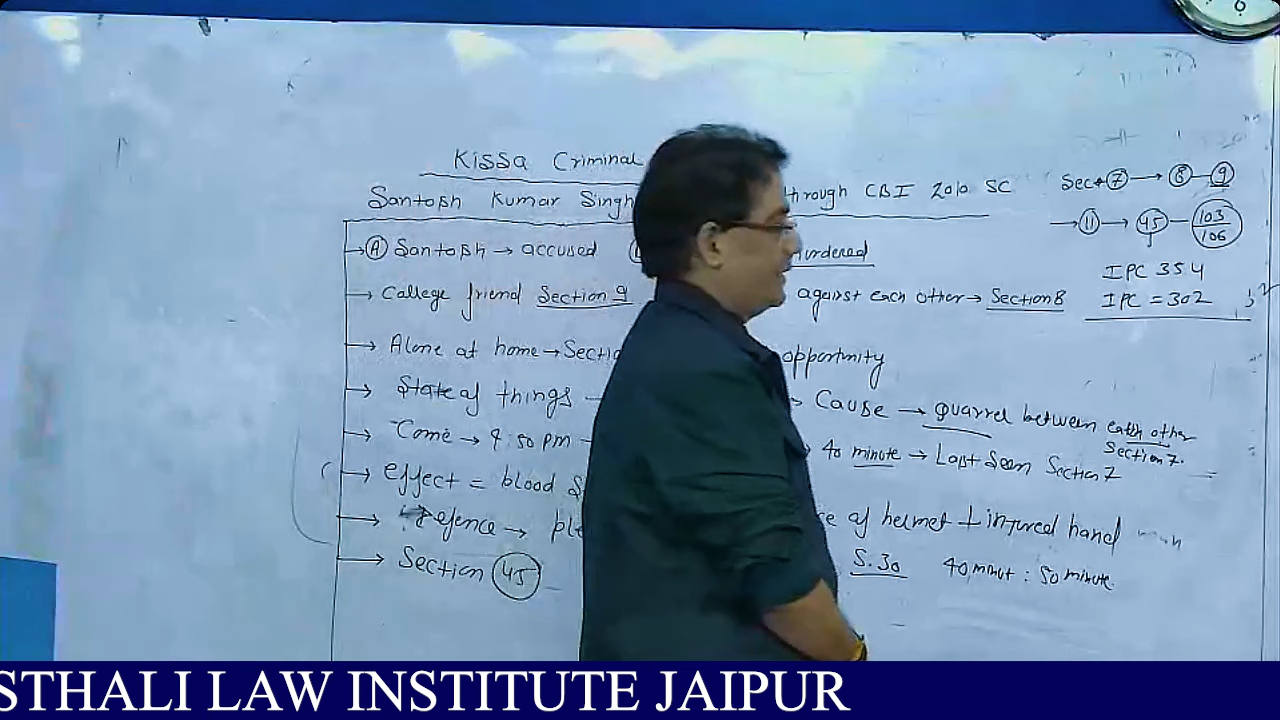 Kissa Criminal
Santosh Kumar Singh through CBI 2010 SC
Sec 7 → 8 – 9
→ 11 → 45 – 103
106
→ A Santosh → accused murdered
IPC 354
→ College friend Section 9 against each other → Section 8
IPC = 302
→ Alone at home → Sectio opportunity
→ State of things Cause → quarrel between each other
Section 7.
→ Came → 4:50 PM 40 minute → Last Seen Section 7
→ effect = blood
→ Defence → ple ce of helmet + injured hand
→ Section 45 S.30 40 minut : 50 minute.
STHALI LAW INSTITUTE JAIPUR